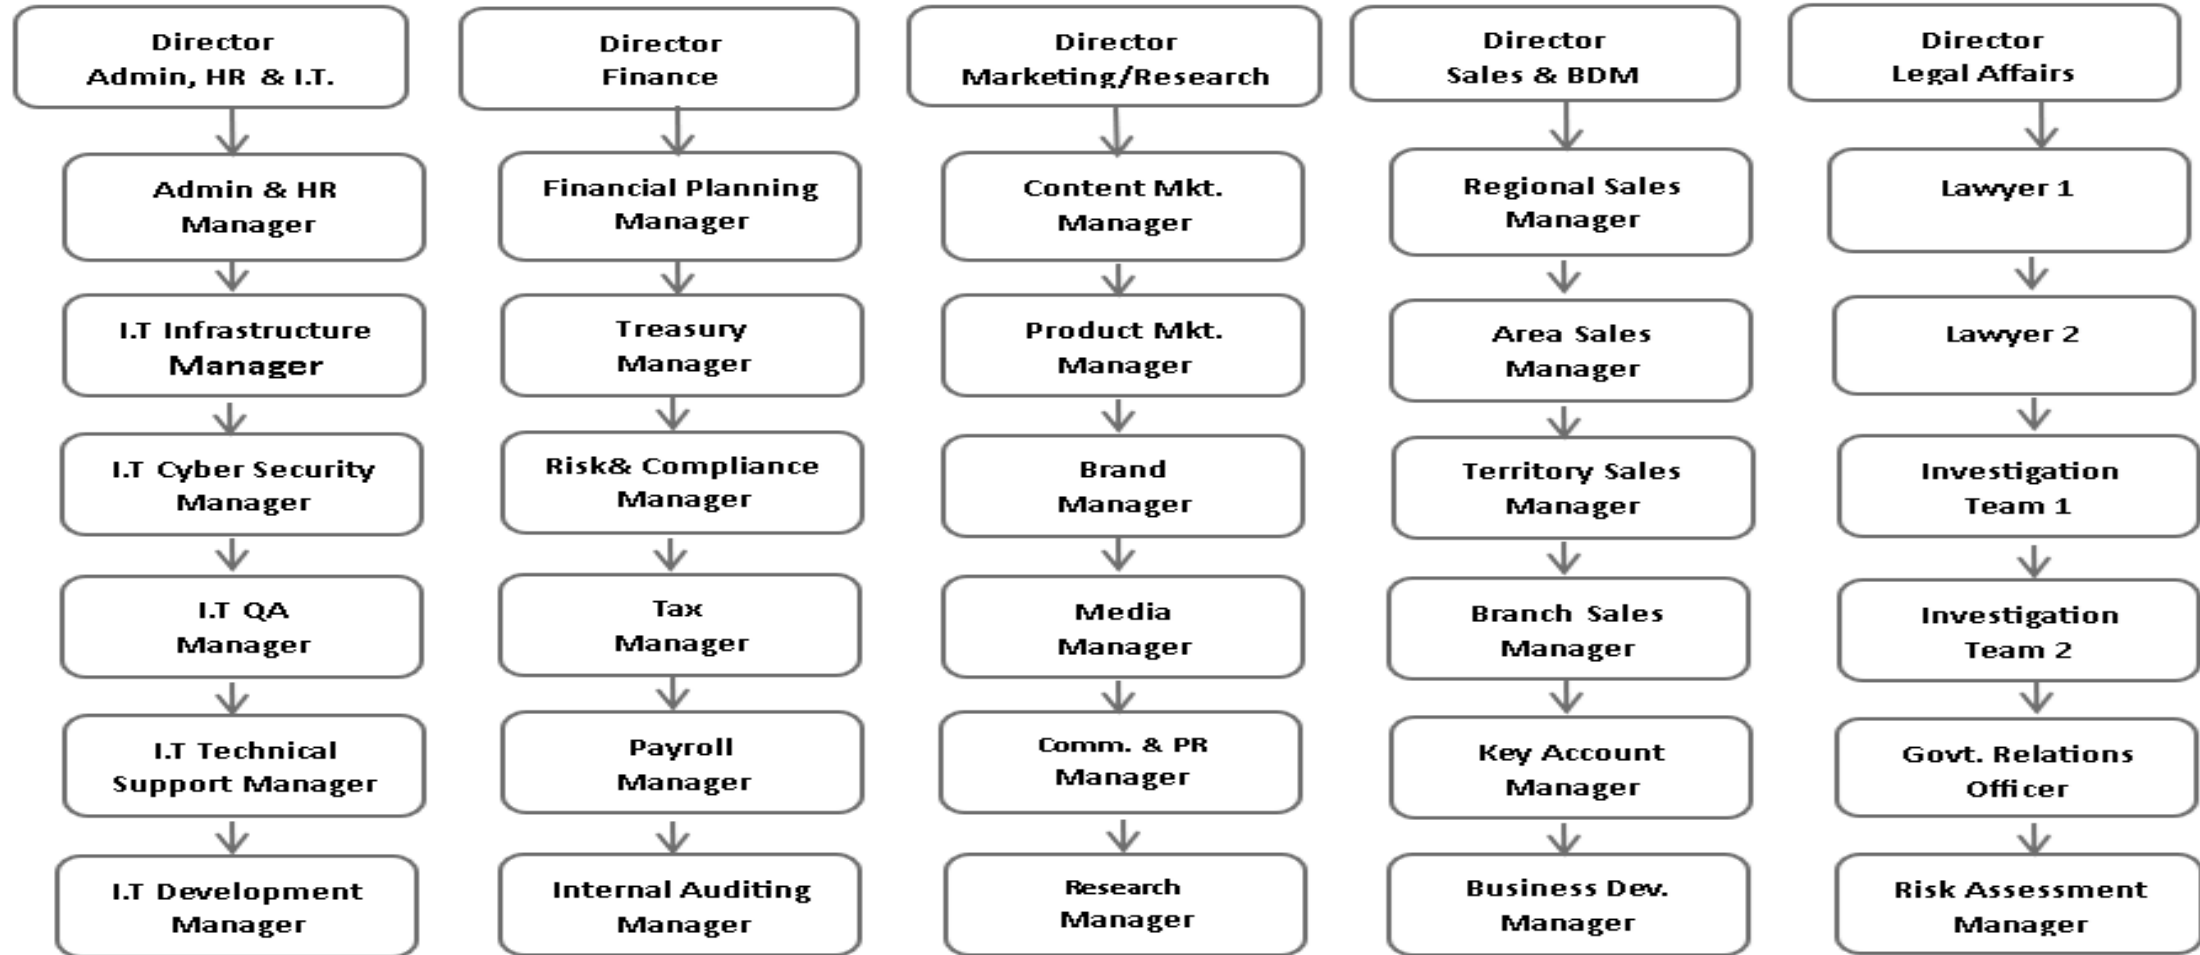 Director
Admin, HR & I.T.
Admin & HR
Manager
I.T Infrastructure
Manager
I.T Cyber Security
Manager
I.T QA
Manager
I.T Technical
Support Manager
I.T Development
Manager
Director
Finance
Financial Planning
Manager
Treasury
Manager
Risk& Compliance
Manager
Tax
Manager
Payroll
Manager
Internal Auditing
Manager
Director
Marketing/Research
Content Mkt.
Manager
Product Mkt.
Manager
Brand
Manager
Media
Manager
Comm. & PR
Manager
Research
Manager
Director
Sales & BDM
Regional Sales
Manager
Area Sales
Manager
Territory Sales
Manager
Branch Sales
Manager
Key Account
Manager
Business Dev.
Manager
Director
Legal Affairs
Lawyer 1
Lawyer 2
Investigation
Team 1
Investigation
Team 2
Govt. Relations
Officer
Risk Assessment
Manager